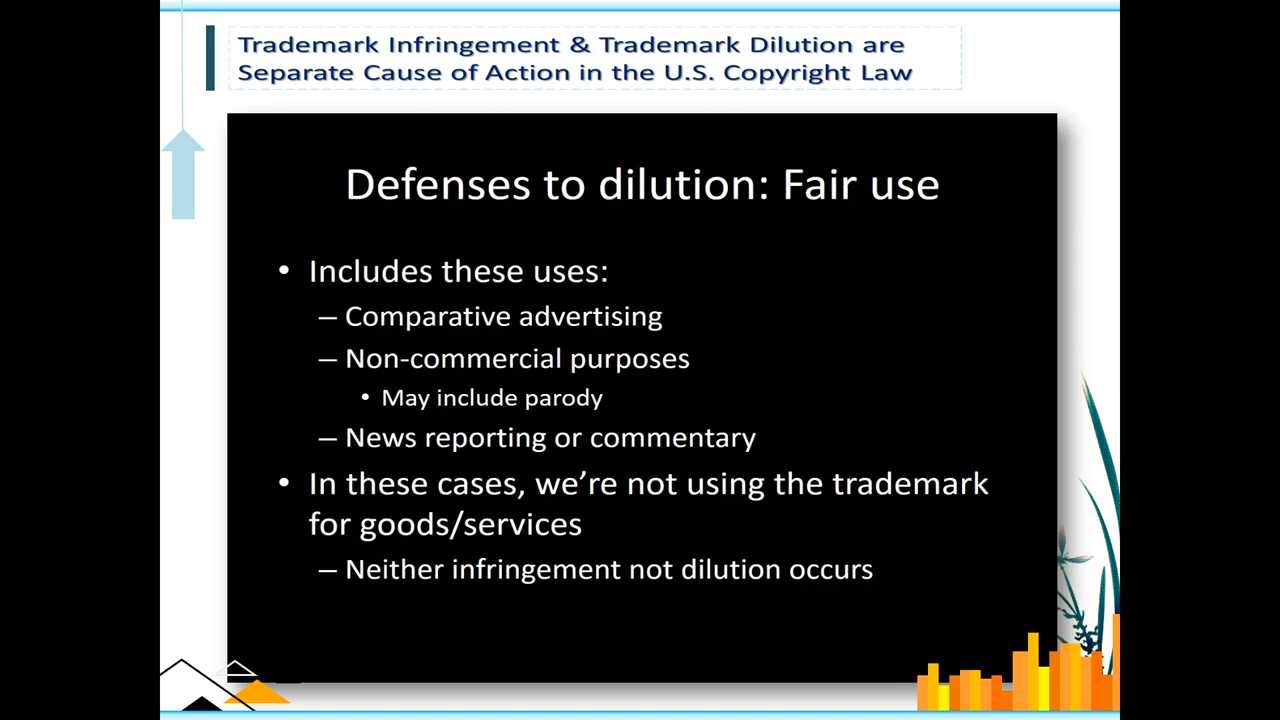 Trademark Infringement & Trademark Dilution are
Separate Cause of Action in the U.S. Copyright Law
Defenses to dilution: Fair use
• Includes these uses:
– Comparative advertising
– Non-commercial purposes
• May include parody
– News reporting or commentary
• In these cases, we’re not using the trademark
for goods/services
– Neither infringement not dilution occurs